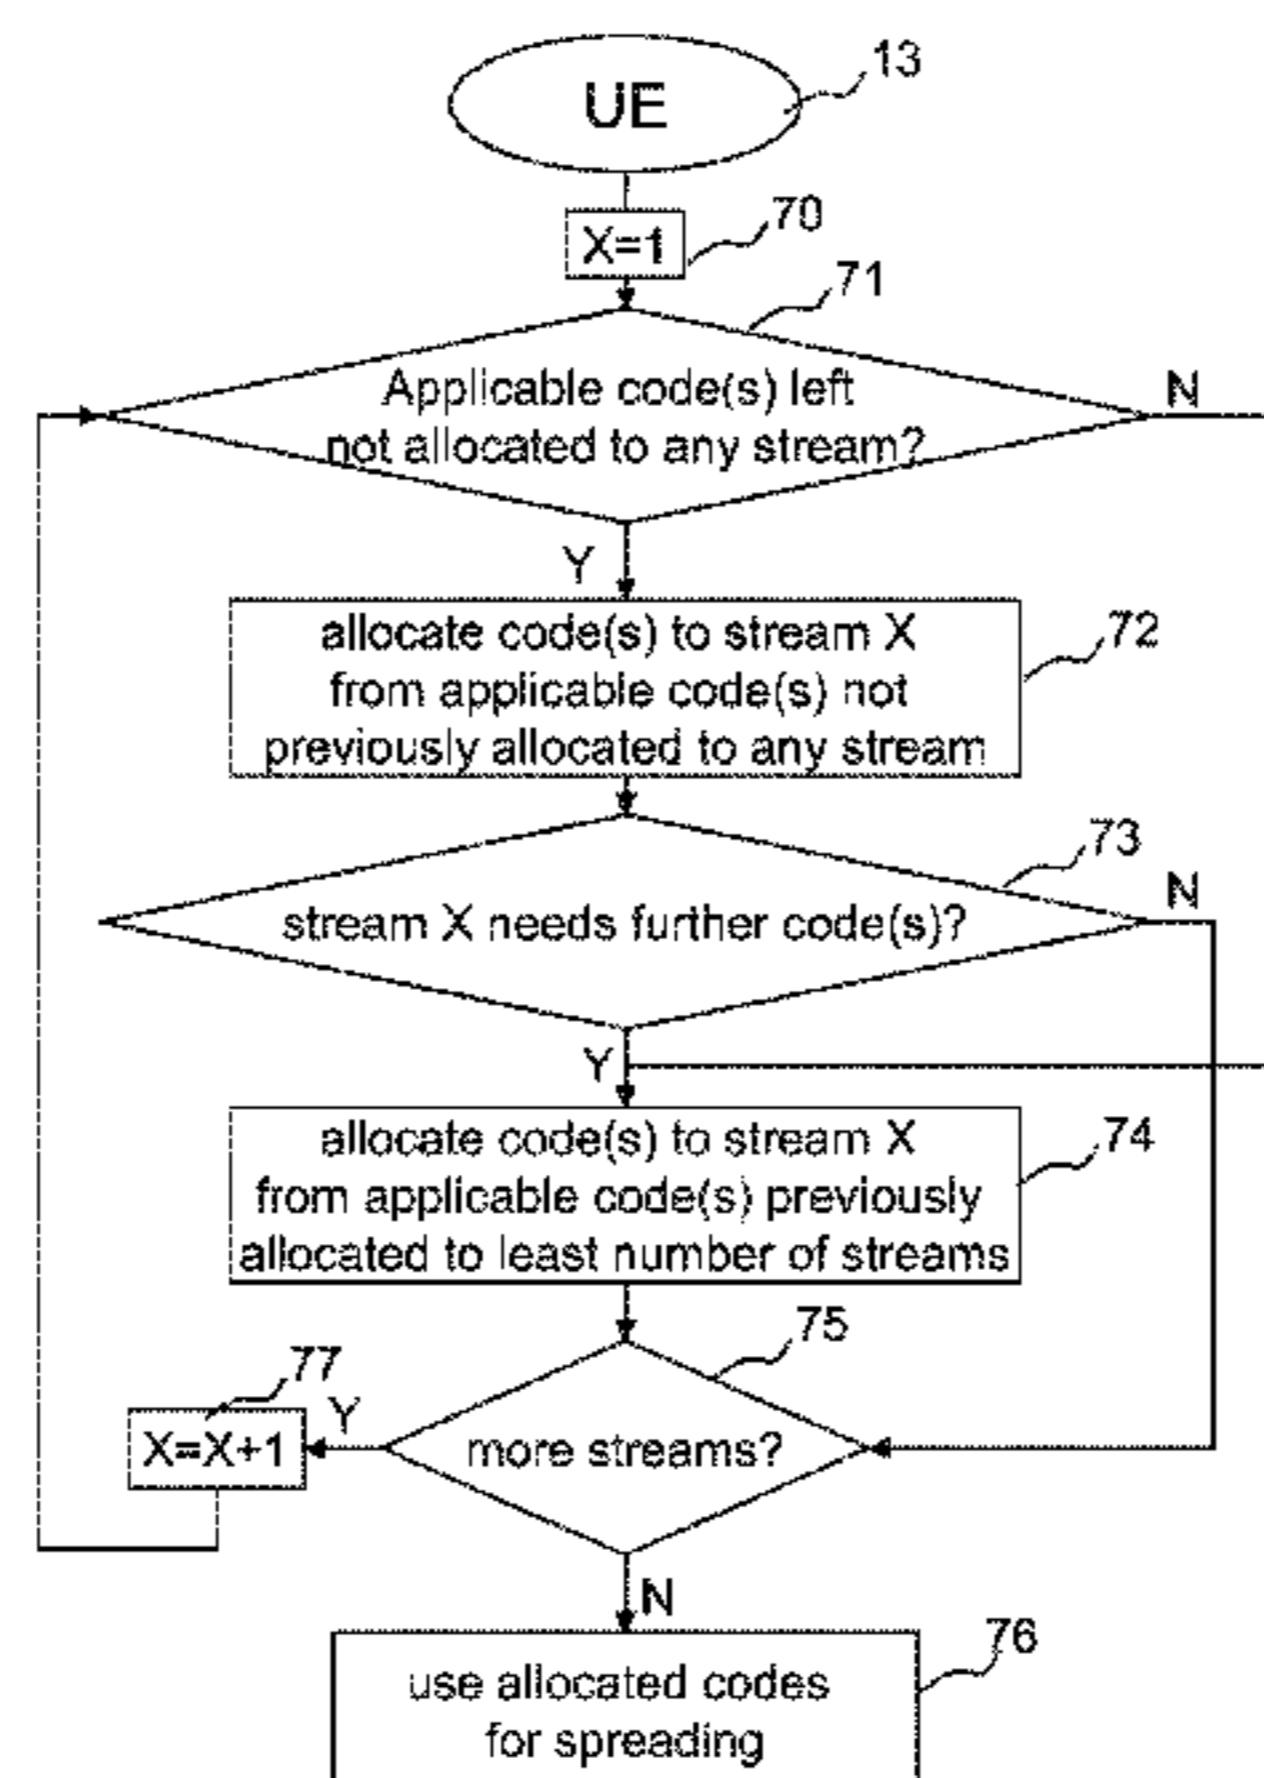 UE
13
X=1
70
71
Applicable code(s) left
not allocated to any stream?
N
Y
allocate code(s) to stream X
from applicable code(s) not
previously allocated to any stream
72
73
stream X needs further code(s)?
N
Y
allocate code(s) to stream X
from applicable code(s) previously
allocated to least number of streams
74
75
77
X=X+1
Y
more streams?
N
76
use allocated codes
for spreading